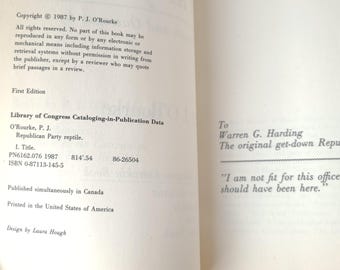 Copyright © 1987 by P. J. O'Rourke
All rights reserved. No part of this book may be
reproduced in any form or by any electronic or
mechanical means including information storage and
retrieval systems without permission in writing from
the publisher, except by a reviewer who may quote
brief passages in a review.
First Edition
Library of Congress Cataloging-in-Publication Data
O'Rourke, P. J.
Republican Party reptile.
I. Title.
PN6162.076 1987 814'.54 86-26504
ISBN 0-87113-145-5
Published simultaneously in Canada
Printed in the United States of America
Design by Laura Hough
To
Warren G. Harding
The original get-down Repu
"I am not fit for this office
should have been here."